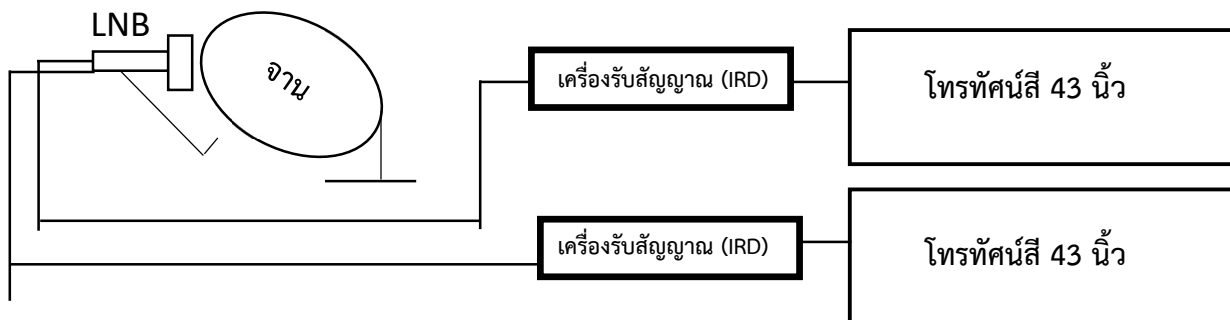 LNB
จาน
เครื่องรับสัญญาณ (IRD)
โทรทัศน์สี 43 นิ้ว
เครื่องรับสัญญาณ (IRD)
โทรทัศน์สี 43 นิ้ว